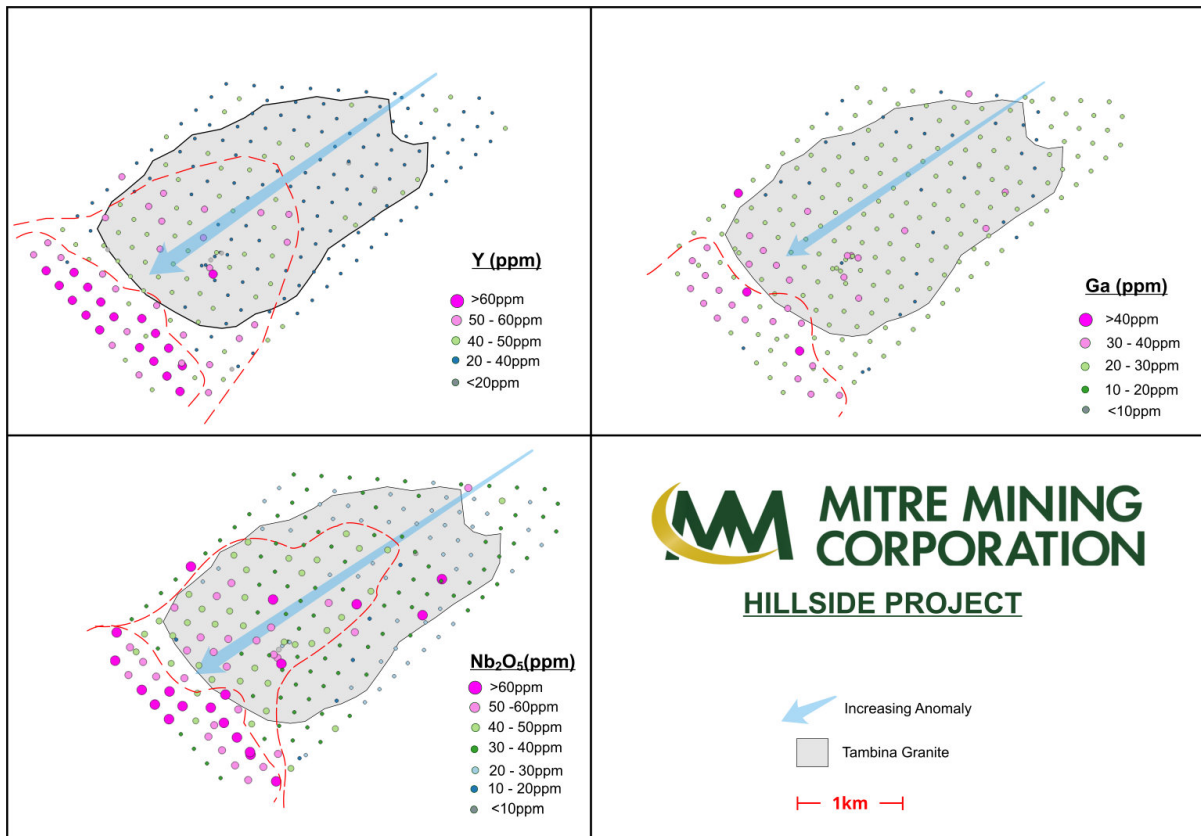 Y (ppm)
>60ppm
50 - 60ppm
40 - 50ppm
20 - 40ppm
<20ppm
Ga (ppm)
>40ppm
30 - 40ppm
20 - 30ppm
10 - 20ppm
<10ppm
Nb₂O₅(ppm)
>60ppm
50 -60ppm
40 - 50ppm
30 - 40ppm
20 - 30ppm
10 - 20ppm
<10ppm
MM MITRE MINING
CORPORATION
HILLSIDE PROJECT
Increasing Anomaly
Tambina Granite
1km